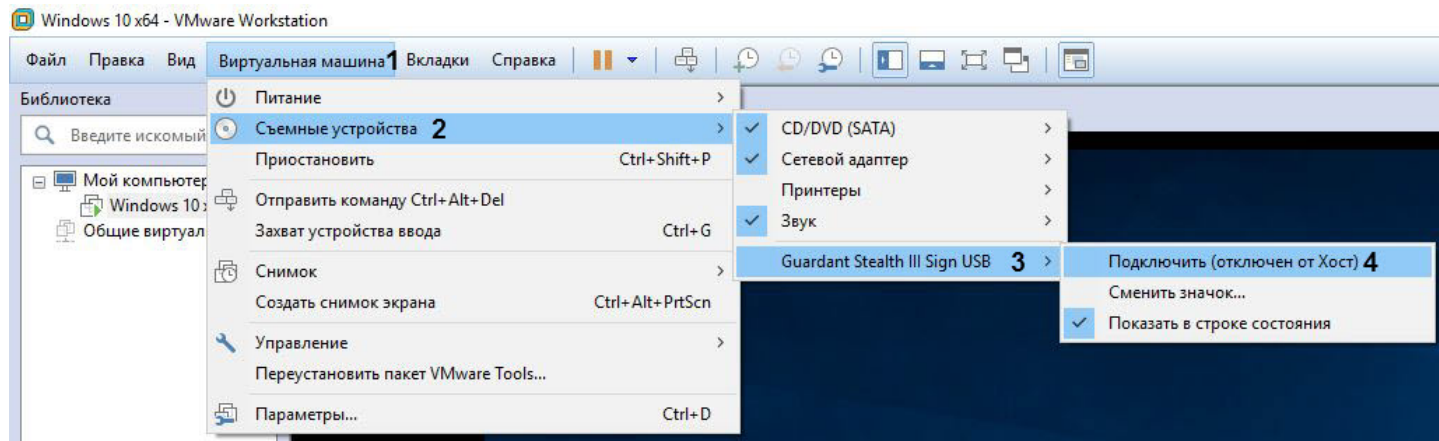 Windows 10 x64 - VMware Workstation
Файл Правка Вид Виртуальная машина 1 Вкладки Справка
Библиотека
Введите искомый
Мой компьютер
Windows 10
Общие виртуал
Питание
Съемные устройства 2
Приостановить Ctrl+Shift+P
Отправить команду Ctrl+Alt+Del
Захват устройства ввода Ctrl+G
Снимок
Создать снимок экрана Ctrl+Alt+PrtScn
Управление
Переустановить пакет VMware Tools...
Параметры... Ctrl+D
CD/DVD (SATA)
Сетевой адаптер
Принтеры
Звук
Guardant Stealth III Sign USB 3
Подключить (отключен от Хост) 4
Сменить значок...
Показать в строке состояния